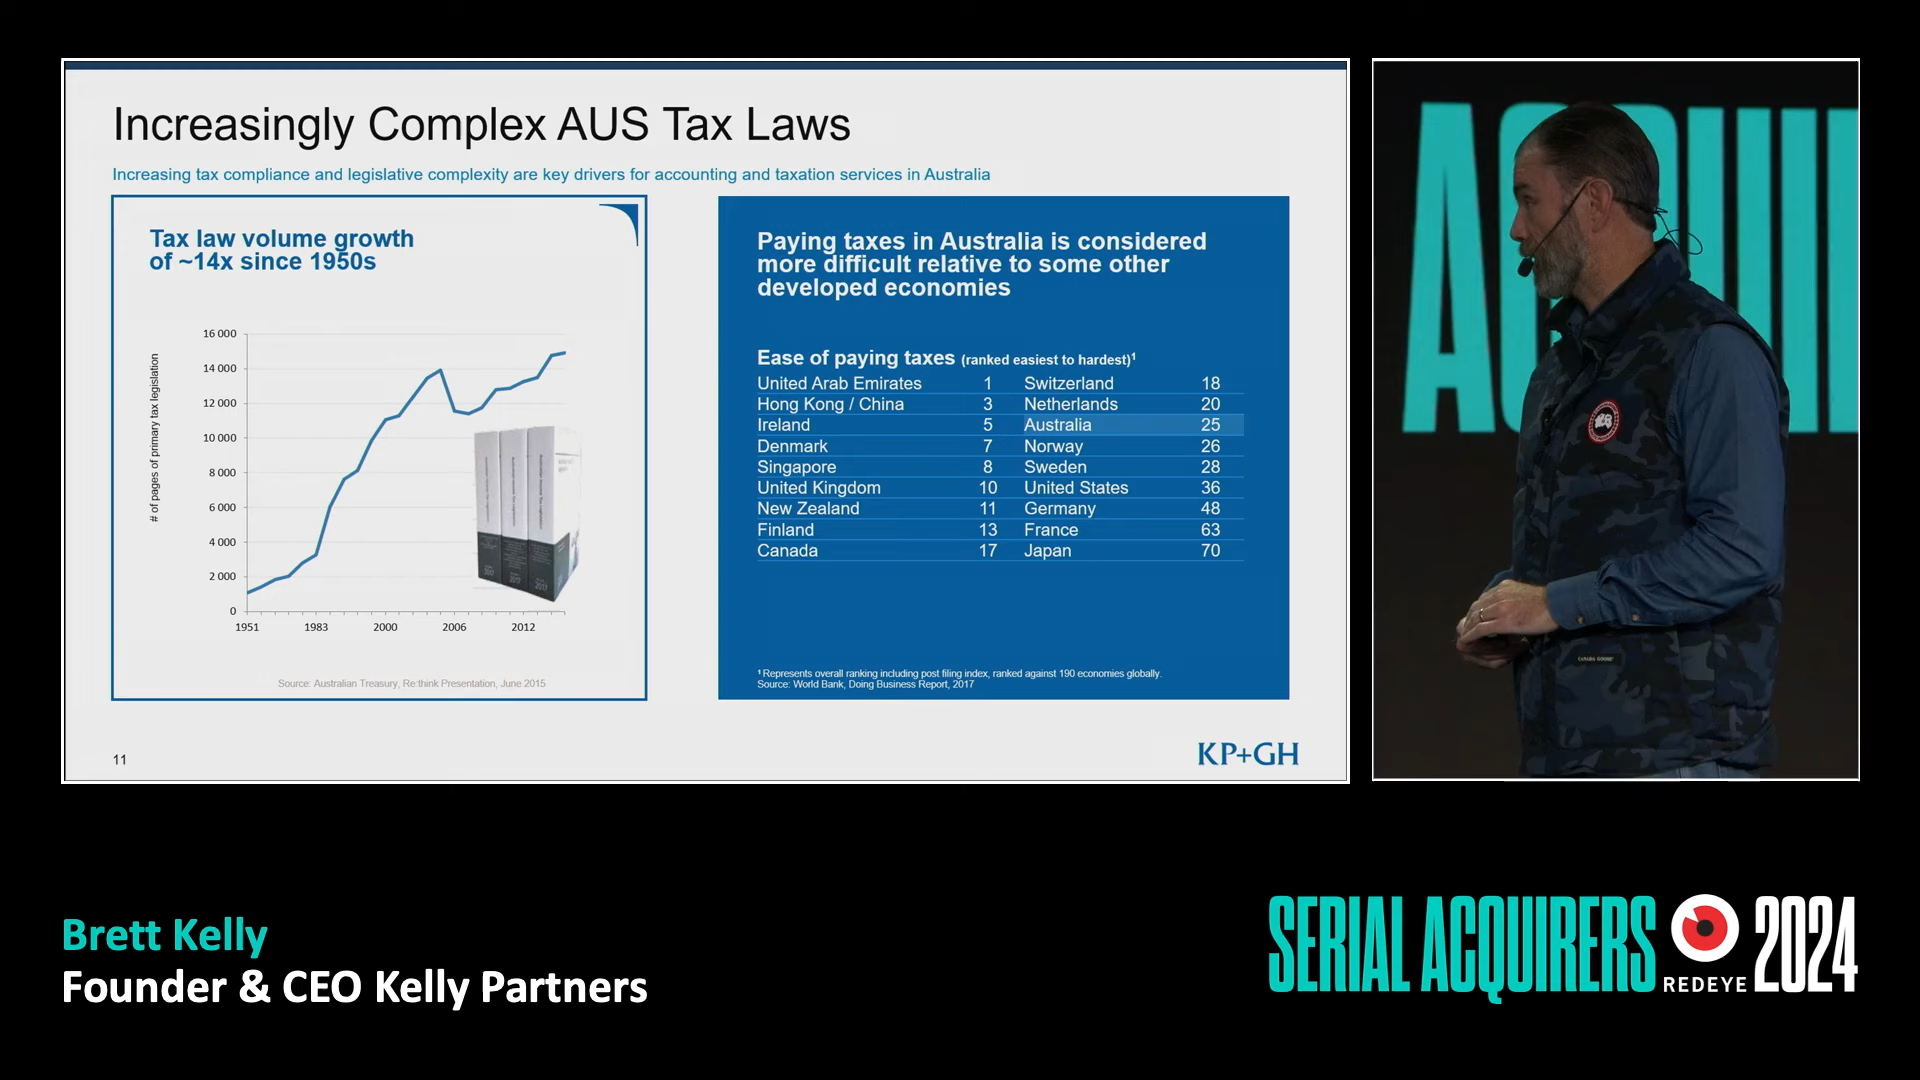 Increasingly Complex AUS Tax Laws
Increasing tax compliance and legislative complexity are key drivers for accounting and taxation services in Australia
Tax law volume growth
of ~14x since 1950s
# of pages of primary tax legislation
16 000
14 000
12 000
10 000
8 000
6 000
4 000
2 000
0
1951 1983 2000 2006 2012
2017
2017
Source: Australian Treasury, Re:think Presentation, June 2015
Paying taxes in Australia is considered
more difficult relative to some other
developed economies
Ease of paying taxes (ranked easiest to hardest)¹
United Arab Emirates 1 Switzerland 18
Hong Kong / China 3 Netherlands 20
Ireland 5 Australia 25
Denmark 7 Norway 26
Singapore 8 Sweden 28
United Kingdom 10 United States 36
New Zealand 11 Germany 48
Finland 13 France 63
Canada 17 Japan 70
¹ Represents overall ranking including post filing index, ranked against 190 economies globally.
Source: World Bank, Doing Business Report, 2017
11
KP+GH
ACQUI
CANADA GOOSE
Brett Kelly
Founder & CEO Kelly Partners
SERIAL ACQUIRERS
REDEYE
2024